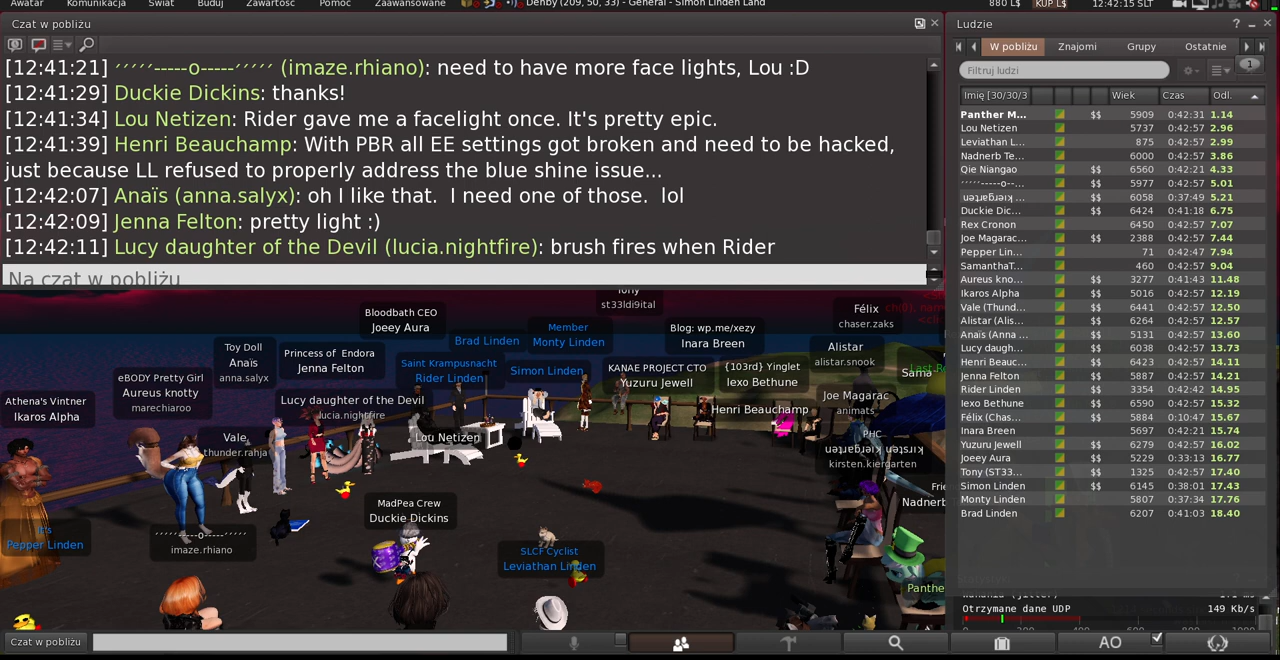 Awatar Komunikacja Świat Buduj Zawartość Pomoc Zaawansowane Denby (209, 50, 33) - General - Simon Linden Land 880 L$ KUP L$ 12:42:15 SLT
Czat w pobliżu
[12:41:21] ׳׳׳׳׳-----o-----׳׳׳׳׳ (imaze.rhiano): need to have more face lights, Lou :D
[12:41:29] Duckie Dickins: thanks!
[12:41:34] Lou Netizen: Rider gave me a facelight once. It's pretty epic.
[12:41:39] Henri Beauchamp: With PBR all EE settings got broken and need to be hacked,
just because LL refused to properly address the blue shine issue...
[12:42:07] Anaïs (anna.salyx): oh I like that.  I need one of those.  lol
[12:42:09] Jenna Felton: pretty light :)
[12:42:11] Lucy daughter of the Devil (lucia.nightfire): brush fires when Rider
Na czat w pobliżu
Tony
st33ldi9ital
Bloodbath CEO
Joeey Aura
Félix
chaser.zaks
Member
Monty Linden
Brad Linden
Blog: wp.me/xezy
Inara Breen
Toy Doll
Anaïs
anna.salyx
Princess of Endora
Jenna Felton
Saint Krampusnacht
Rider Linden
Simon Linden
KANAE PROJECT CTO
Yuzuru Jewell
{103rd} Yinglet
Iexo Bethune
Alistar
alistar.snook
Sama
eBODY Pretty Girl
Aureus knotty
marechiaroo
Athena's Vintner
Ikaros Alpha
Lucy daughter of the Devil
lucia.nightfire
Henri Beauchamp
Joe Magarac
animats
Vale
thunder.rahja
Lou Netizen
PHC
uǝʇɹɐƃɹǝıʞ uǝʇsɹıʞ
kirsten.kiergarten
MadPea Crew
Duckie Dickins
Nadnerb
It's
Pepper Linden
׳׳׳׳׳-----o-----׳׳׳׳׳
imaze.rhiano
SLCF Cyclist
Leviathan Linden
Panthe
Czat w pobliżu
Ludzie
W pobliżu Znajomi Grupy Ostatnie
Filtruj ludzi
1
Imię [30/30/3 Wiek Czas Odl.
Panther M... $$ 5909 0:42:31 1.14
Lou Netizen 5737 0:42:57 2.96
Leviathan L... 875 0:42:57 2.99
Nadnerb Te... 6000 0:42:57 3.86
Qie Niangao $$ 6560 0:42:21 4.33
׳׳׳׳׳-----o--... $$ 5977 0:42:57 5.01
uǝʇɹɐƃɹǝıʞ ... $$ 6058 0:37:49 5.21
Duckie Dic... $$ 6424 0:41:18 6.75
Rex Cronon 6450 0:42:57 7.07
Joe Magarac... $$ 2388 0:42:57 7.44
Pepper Lin... 71 0:42:47 7.94
SamanthaT... 460 0:42:57 9.04
Aureus kno... $$ 3277 0:41:43 11.48
Ikaros Alpha $$ 5016 0:42:57 12.19
Vale (Thund... $$ 6441 0:42:57 12.50
Alistar (Alis... $$ 6264 0:42:57 12.57
Anaïs (Anna ... $$ 5131 0:42:57 13.60
Lucy daugh... $$ 6038 0:42:57 13.73
Henri Beauc... $$ 6423 0:42:57 14.11
Jenna Felton $$ 5887 0:42:57 14.21
Rider Linden $$ 3354 0:42:42 14.95
Iexo Bethune $$ 6590 0:42:57 15.32
Félix (Chas... $$ 5884 0:10:47 15.67
Inara Breen 5697 0:42:21 15.74
Yuzuru Jewell $$ 6279 0:42:57 16.02
Joeey Aura $$ 5229 0:33:13 16.77
Tony (ST33... $$ 1325 0:42:57 17.40
Simon Linden $$ 6145 0:38:01 17.43
Monty Linden 5807 0:37:34 17.76
Brad Linden 6207 0:41:03 18.40
Otrzymane dane UDP 149 Kb/s
AO